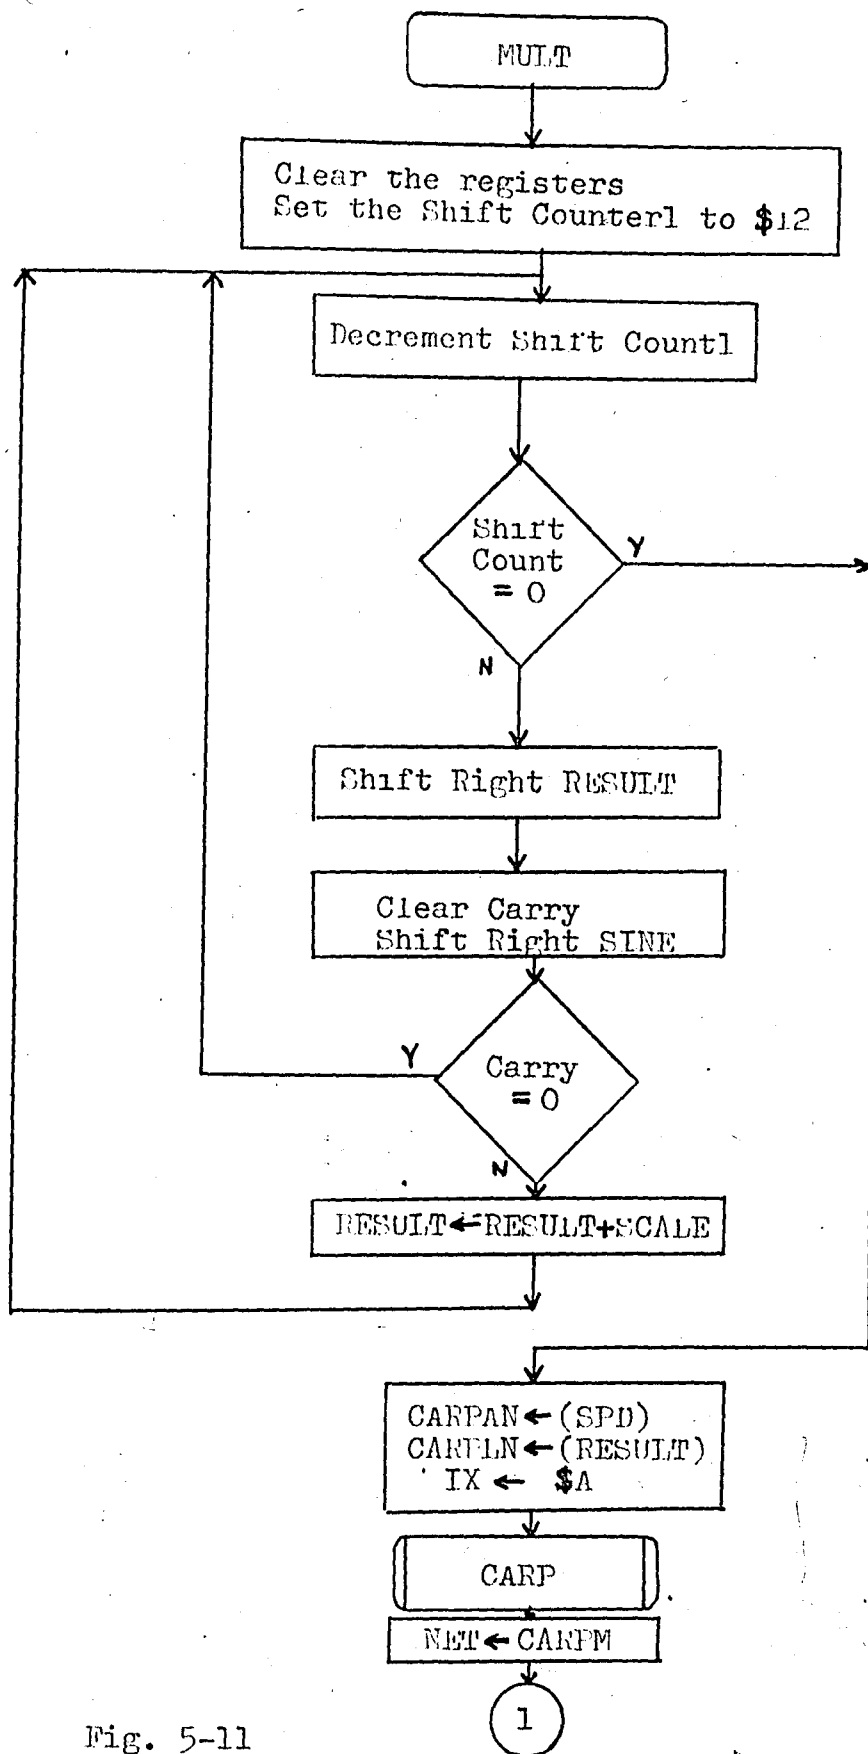 MULT
Clear the registers
Set the Shift Counter1 to $12
Decrement Shift Count1
Shift
Count
= 0
Y
N
Shift Right RESULT
Clear Carry
Shift Right SINE
Carry
= 0
Y
N
RESULT←RESULT+SCALE
CARPAN ← (SPD)
CARPLN ← (RESULT)
IX ← $A
CARP
NET ← CARPM
1
Fig. 5-11